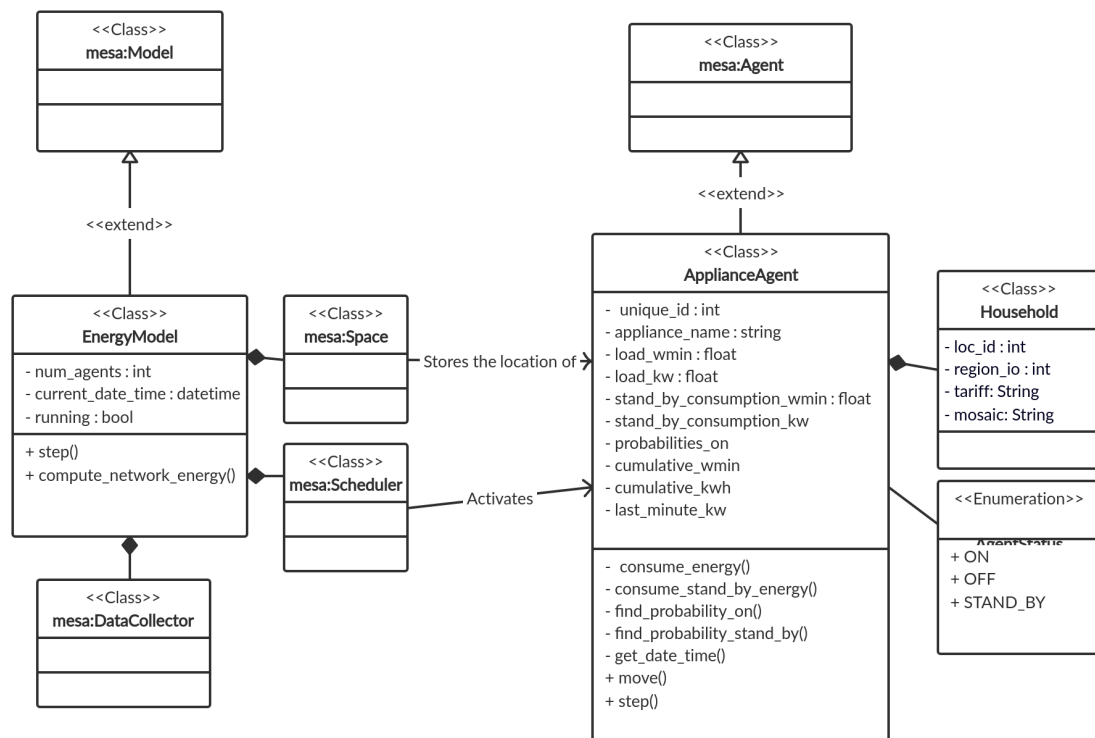 <<Class>>
mesa:Model
<<extend>>
<<Class>>
EnergyModel
- num_agents : int
- current_date_time : datetime
- running : bool
+ step()
+ compute_network_energy()
<<Class>>
mesa:DataCollector
<<Class>>
mesa:Space
<<Class>>
mesa:Scheduler
Stores the location of
Activates
<<Class>>
mesa:Agent
<<extend>>
<<Class>>
ApplianceAgent
- unique_id : int
- appliance_name : string
- load_wmin : float
- load_kw : float
- stand_by_consumption_wmin : float
- stand_by_consumption_kw
- probabilities_on
- cumulative_wmin
- cumulative_kwh
- last_minute_kw
- consume_energy()
- consume_stand_by_energy()
- find_probability_on()
- find_probability_stand_by()
- get_date_time()
+ move()
+ step()
<<Class>>
Household
- loc_id : int
- region_io : int
- tariff: String
- mosaic: String
<<Enumeration>>
AgentStatus
+ ON
+ OFF
+ STAND_BY